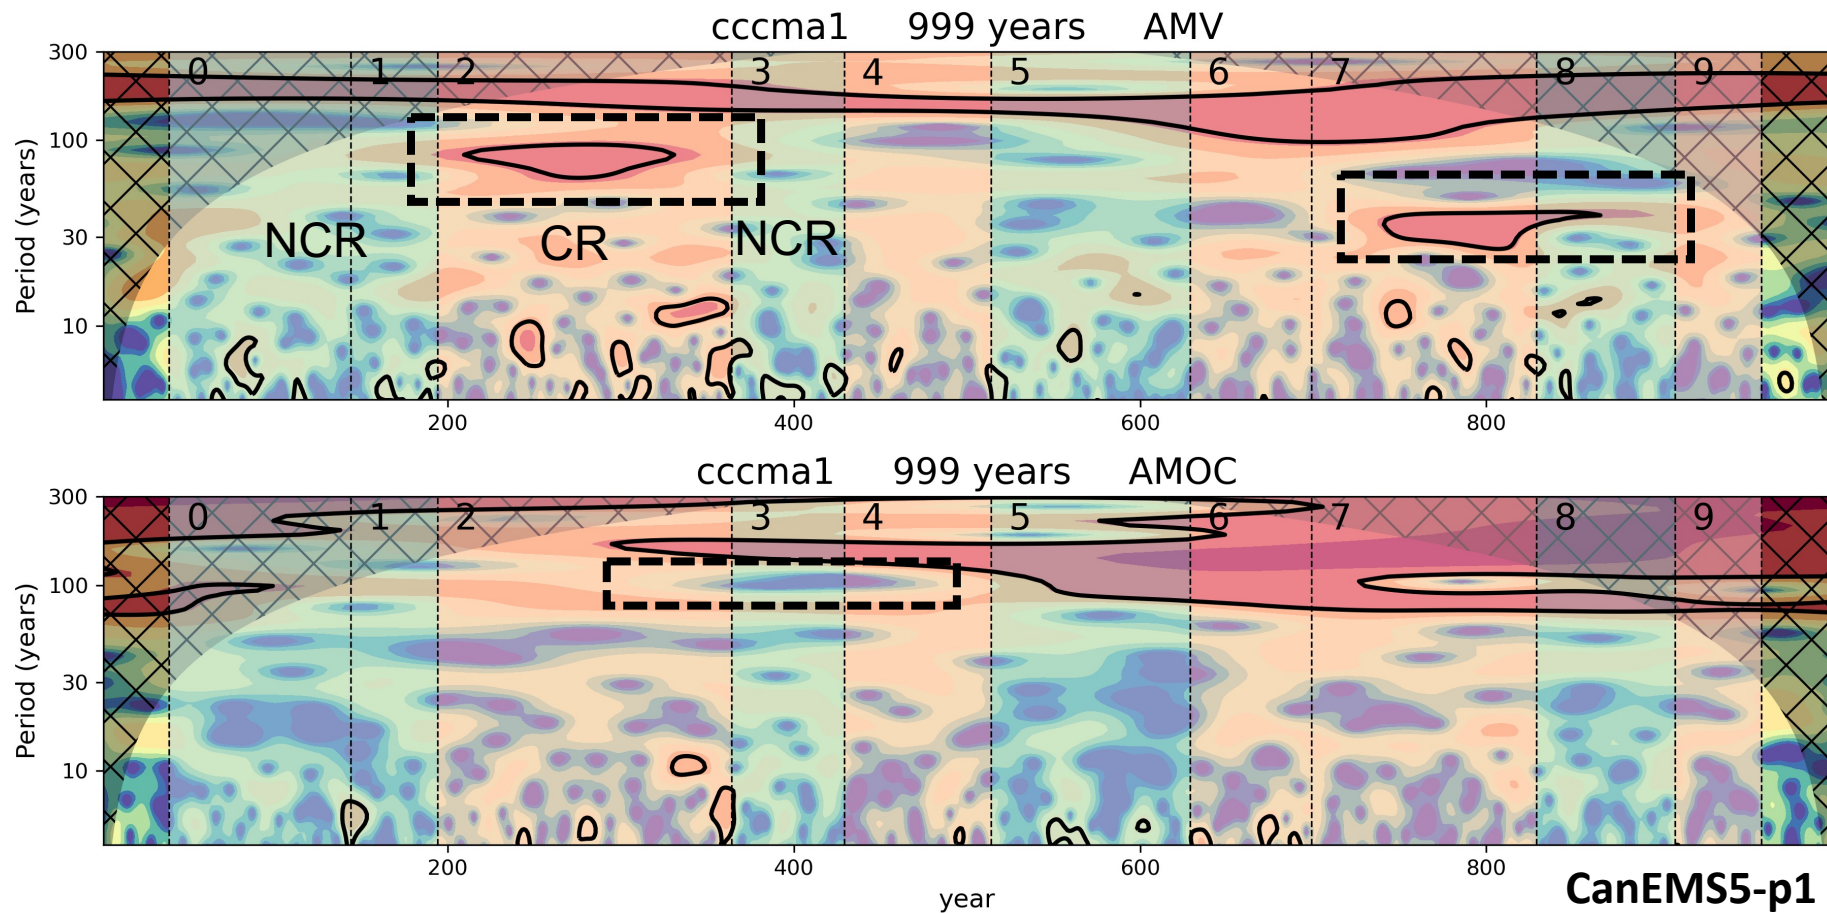 cccma1 999 years AMV
300
100
30
10
Period (years)
0 1 2 3 4 5 6 7 8 9
NCR CR NCR
200 400 600 800
cccma1 999 years AMOC
300
100
30
10
Period (years)
0 1 2 3 4 5 6 7 8 9
200 400 600 800
year
CanEMS5-p1